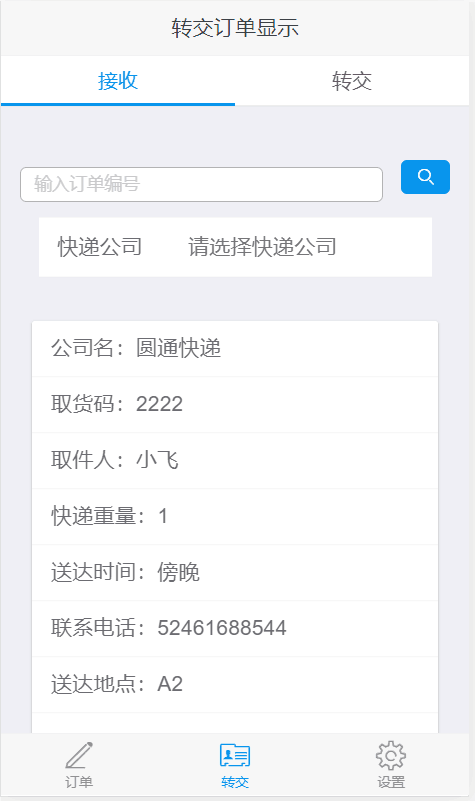 转交订单显示
接收 转交
输入订单编号
快递公司 请选择快递公司
公司名：圆通快递
取货码：2222
取件人：小飞
快递重量：1
送达时间：傍晚
联系电话：52461688544
送达地点：A2
订单 转交 设置